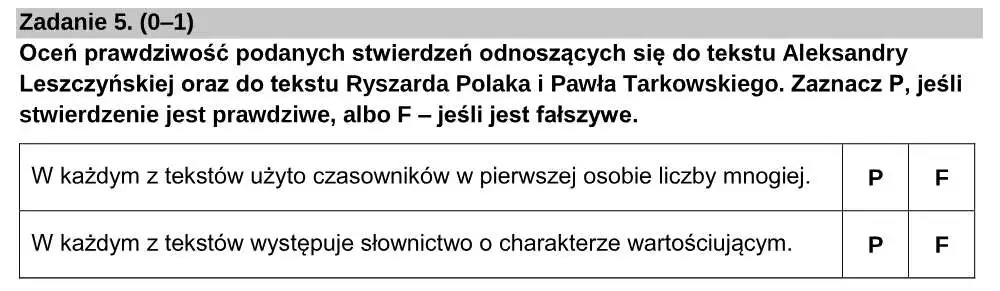 Zadanie 5. (0–1)
Oceń prawdziwość podanych stwierdzeń odnoszących się do tekstu Aleksandry
Leszczyńskiej oraz do tekstu Ryszarda Polaka i Pawła Tarkowskiego. Zaznacz P, jeśli
stwierdzenie jest prawdziwe, albo F – jeśli jest fałszywe.
W każdym z tekstów użyto czasowników w pierwszej osobie liczby mnogiej. P F
W każdym z tekstów występuje słownictwo o charakterze wartościującym. P F